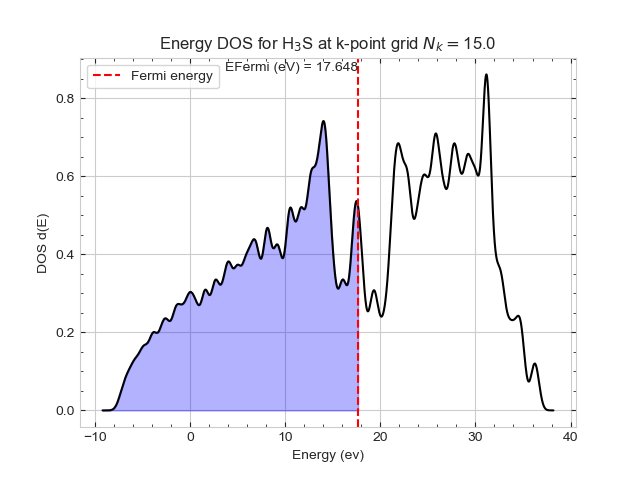 Energy DOS for H₃S at k-point grid Nₖ = 15.0
EFermi (eV) = 17.648
Fermi energy
DOS d(E)
0.8
0.6
0.4
0.2
0.0
−10
0
10
20
30
40
Energy (ev)